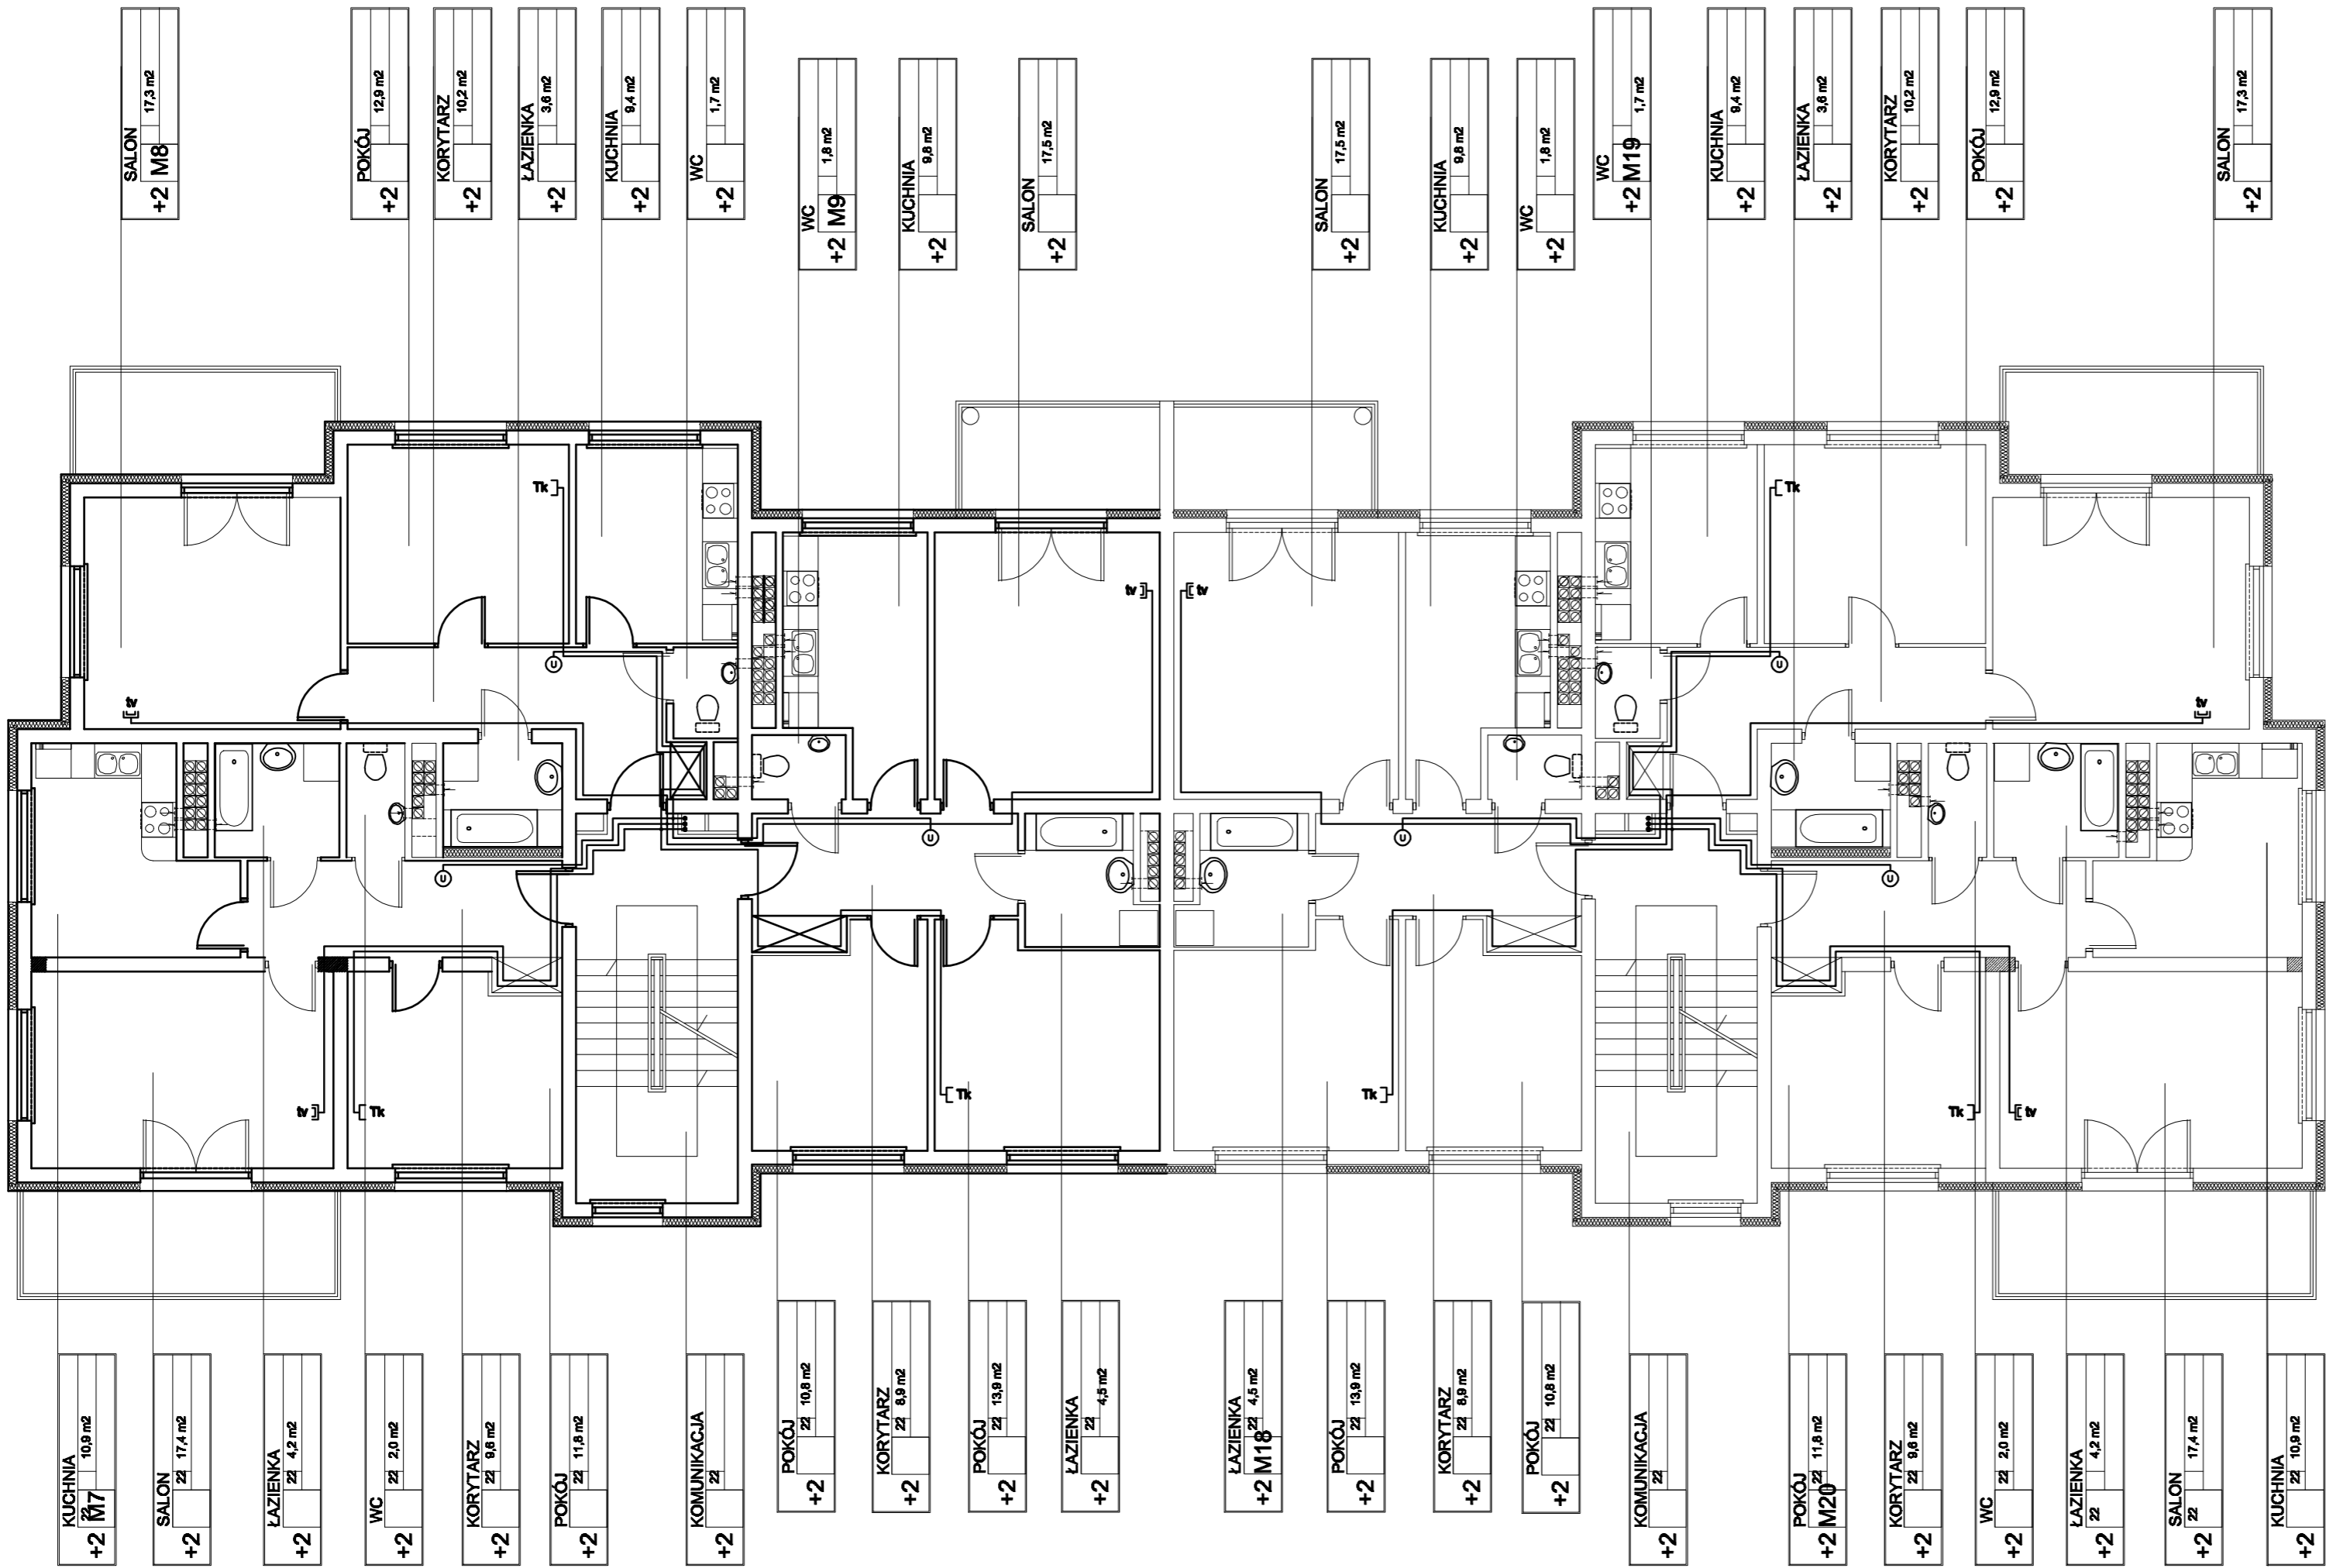 SALON
17,3 m2
+2 M8
POKÓJ
12,9 m2
+2
KORYTARZ
10,2 m2
+2
ŁAZIENKA
3,6 m2
+2
KUCHNIA
9,4 m2
+2
WC
1,7 m2
+2
WC
1,8 m2
+2 M9
KUCHNIA
9,8 m2
+2
SALON
17,5 m2
+2
SALON
17,5 m2
+2
KUCHNIA
9,8 m2
+2
WC
1,8 m2
+2
WC
1,7 m2
+2 M19
KUCHNIA
9,4 m2
+2
ŁAZIENKA
3,6 m2
+2
KORYTARZ
10,2 m2
+2
POKÓJ
12,9 m2
+2
SALON
17,3 m2
+2
Tk
Tk
tv
tv
U
U
tv
tv
U
U
U
U
Tk
Tk
tv
Tk
Tk
tv
KUCHNIA
22 10,9 m2
+2 M7
SALON
22 17,4 m2
+2
ŁAZIENKA
22 4,2 m2
+2
WC
22 2,0 m2
+2
KORYTARZ
22 9,6 m2
+2
POKÓJ
22 11,8 m2
+2
KOMUNIKACJA
22
+2
POKÓJ
22 10,8 m2
+2
KORYTARZ
22 8,9 m2
+2
POKÓJ
22 13,9 m2
+2
ŁAZIENKA
22 4,5 m2
+2
ŁAZIENKA
22 4,5 m2
+2 M18
POKÓJ
22 13,9 m2
+2
KORYTARZ
22 8,9 m2
+2
POKÓJ
22 10,8 m2
+2
KOMUNIKACJA
22
+2
POKÓJ
22 11,8 m2
+2 M20
KORYTARZ
22 9,6 m2
+2
WC
22 2,0 m2
+2
ŁAZIENKA
22 4,2 m2
+2
SALON
22 17,4 m2
+2
KUCHNIA
22 10,9 m2
+2